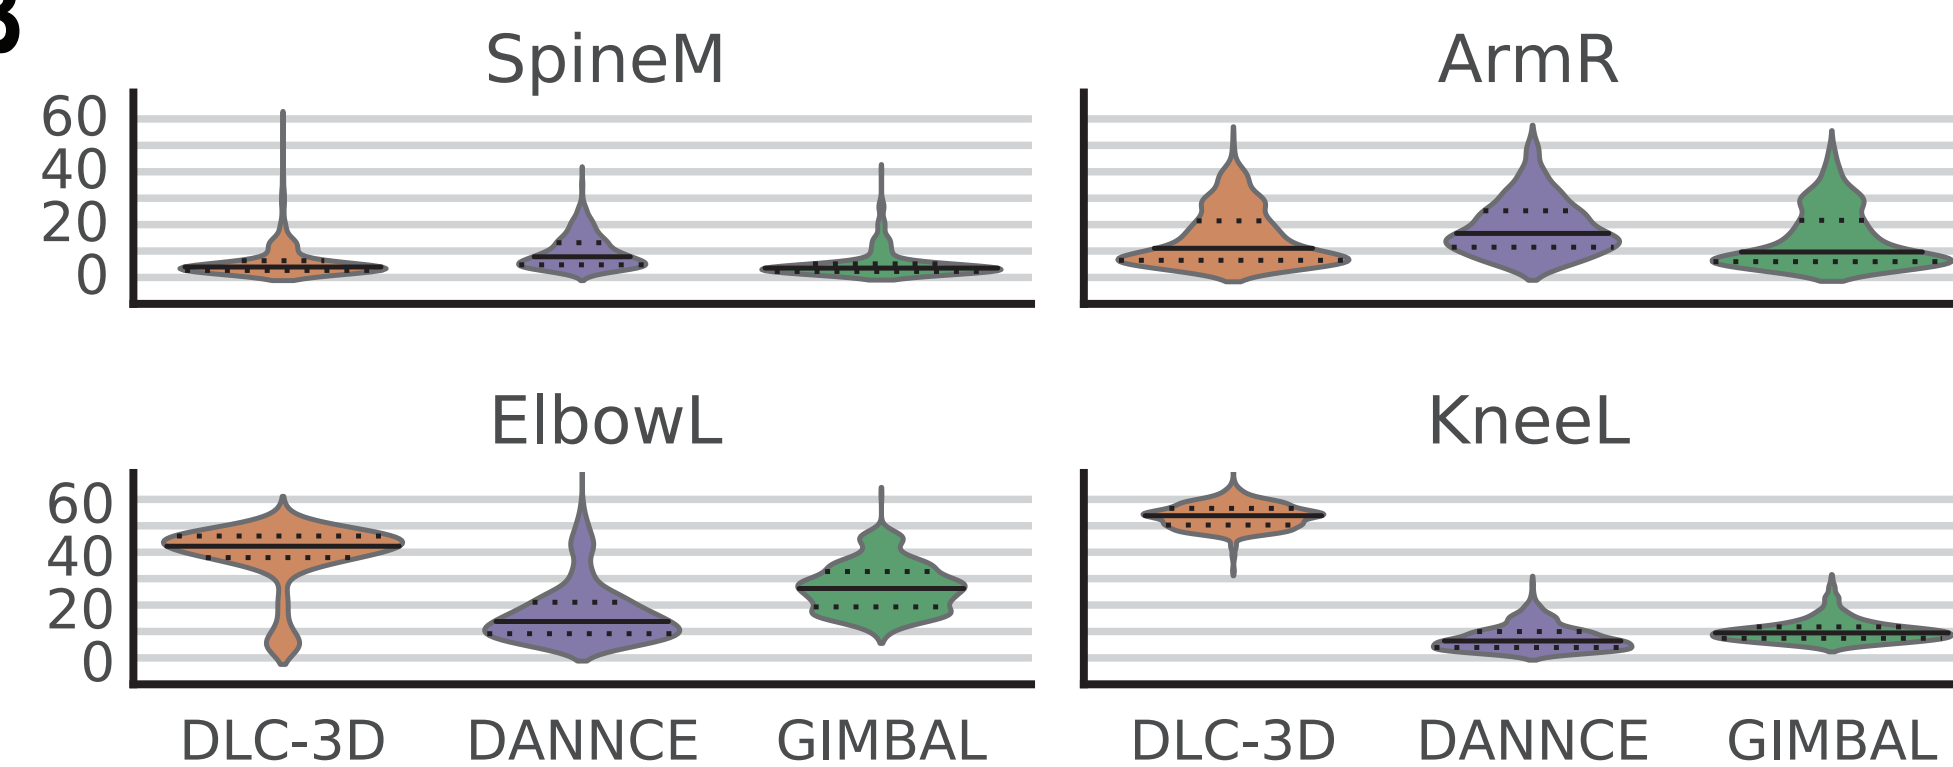 B
SpineM
ArmR
60
40
20
0
ElbowL
KneeL
60
40
20
0
DLC-3D DANNCE GIMBAL
DLC-3D DANNCE GIMBAL